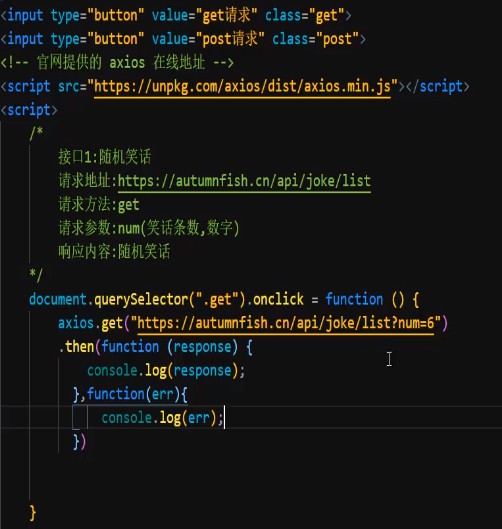 <input type="button" value="get请求" class="get">
<input type="button" value="post请求" class="post">
<!-- 官网提供的 axios 在线地址 -->
<script src="https://unpkg.com/axios/dist/axios.min.js"></script>
<script>
/*
接口1:随机笑话
请求地址:https://autumnfish.cn/api/joke/list
请求方法:get
请求参数:num(笑话条数,数字)
响应内容:随机笑话
*/
document.querySelector(".get").onclick = function () {
axios.get("https://autumnfish.cn/api/joke/list?num=6")
.then(function (response) {
console.log(response);
},function(err){
console.log(err);
})
}